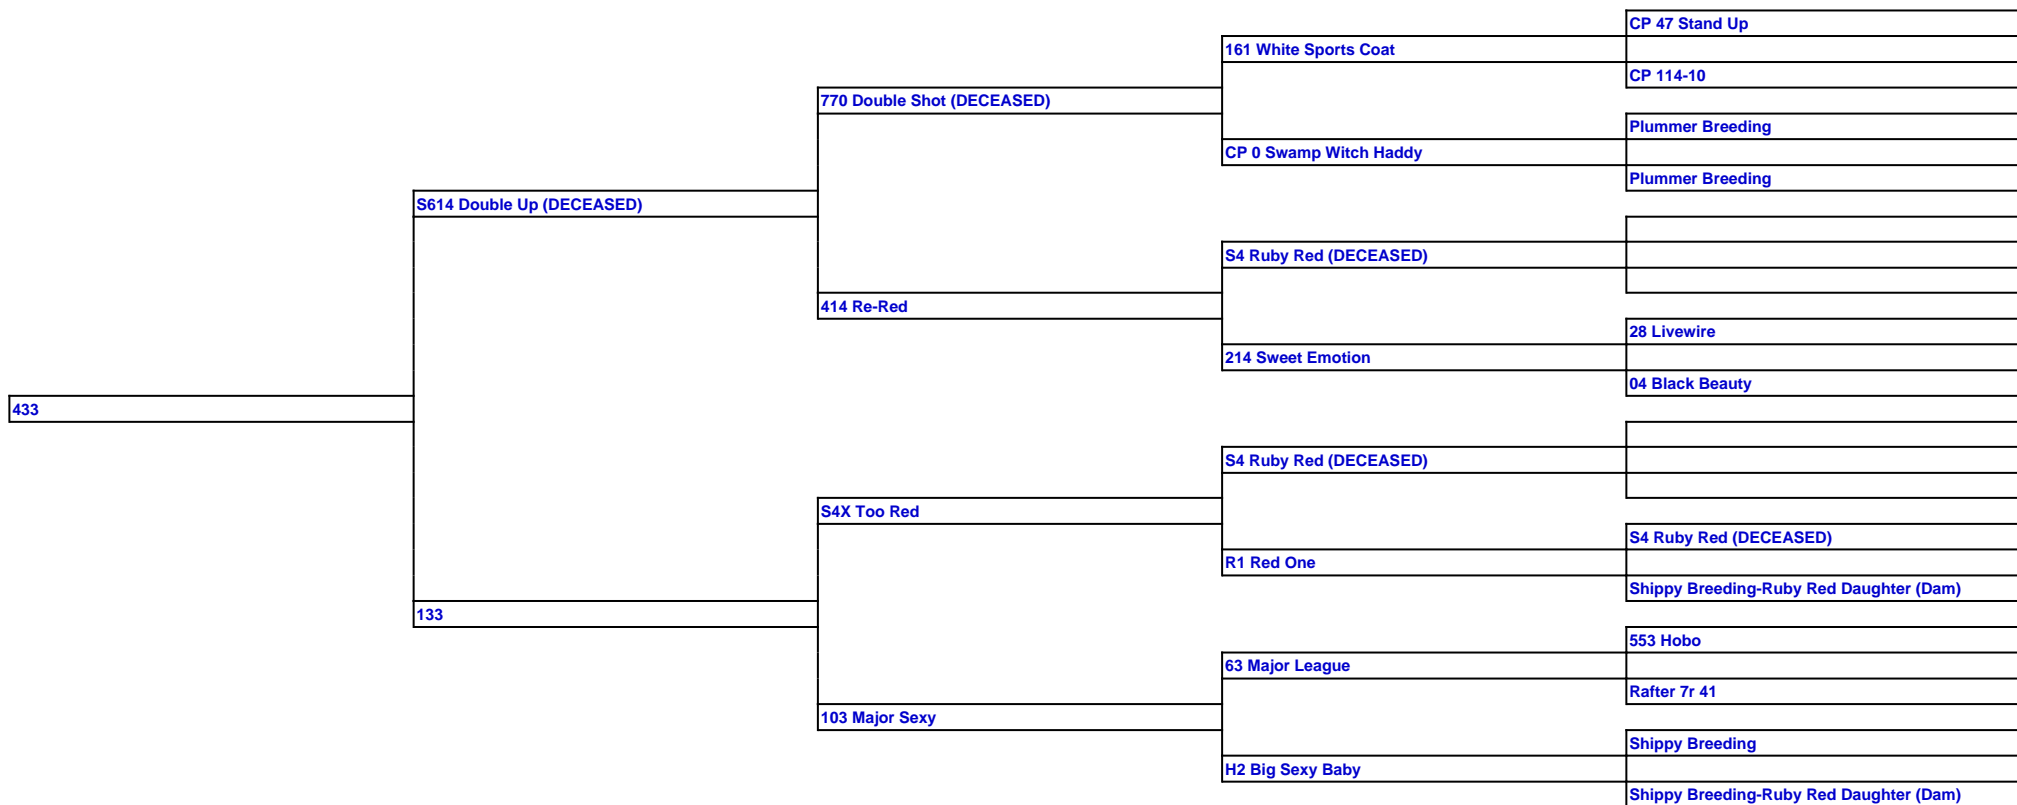 CP 47 Stand Up
161 White Sports Coat
CP 114-10
770 Double Shot (DECEASED)
Plummer Breeding
CP 0 Swamp Witch Haddy
Plummer Breeding
S614 Double Up (DECEASED)
S4 Ruby Red (DECEASED)
414 Re-Red
28 Livewire
214 Sweet Emotion
04 Black Beauty
433
S4 Ruby Red (DECEASED)
S4X Too Red
S4 Ruby Red (DECEASED)
R1 Red One
Shippy Breeding-Ruby Red Daughter (Dam)
133
553 Hobo
63 Major League
Rafter 7r 41
103 Major Sexy
Shippy Breeding
H2 Big Sexy Baby
Shippy Breeding-Ruby Red Daughter (Dam)